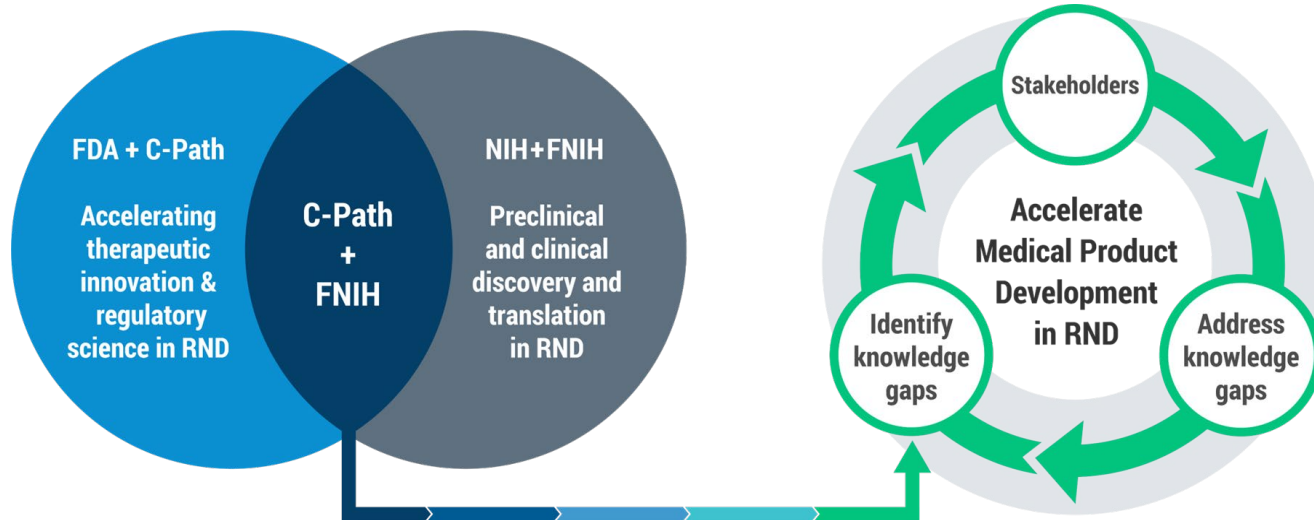 FDA + C-Path
Accelerating
therapeutic
innovation &
regulatory
science in RND
C-Path
+
FNIH
NIH+FNIH
Preclinical
and clinical
discovery and
translation
in RND
Stakeholders
Accelerate
Medical Product
Development
in RND
Identify
knowledge
gaps
Address
knowledge
gaps